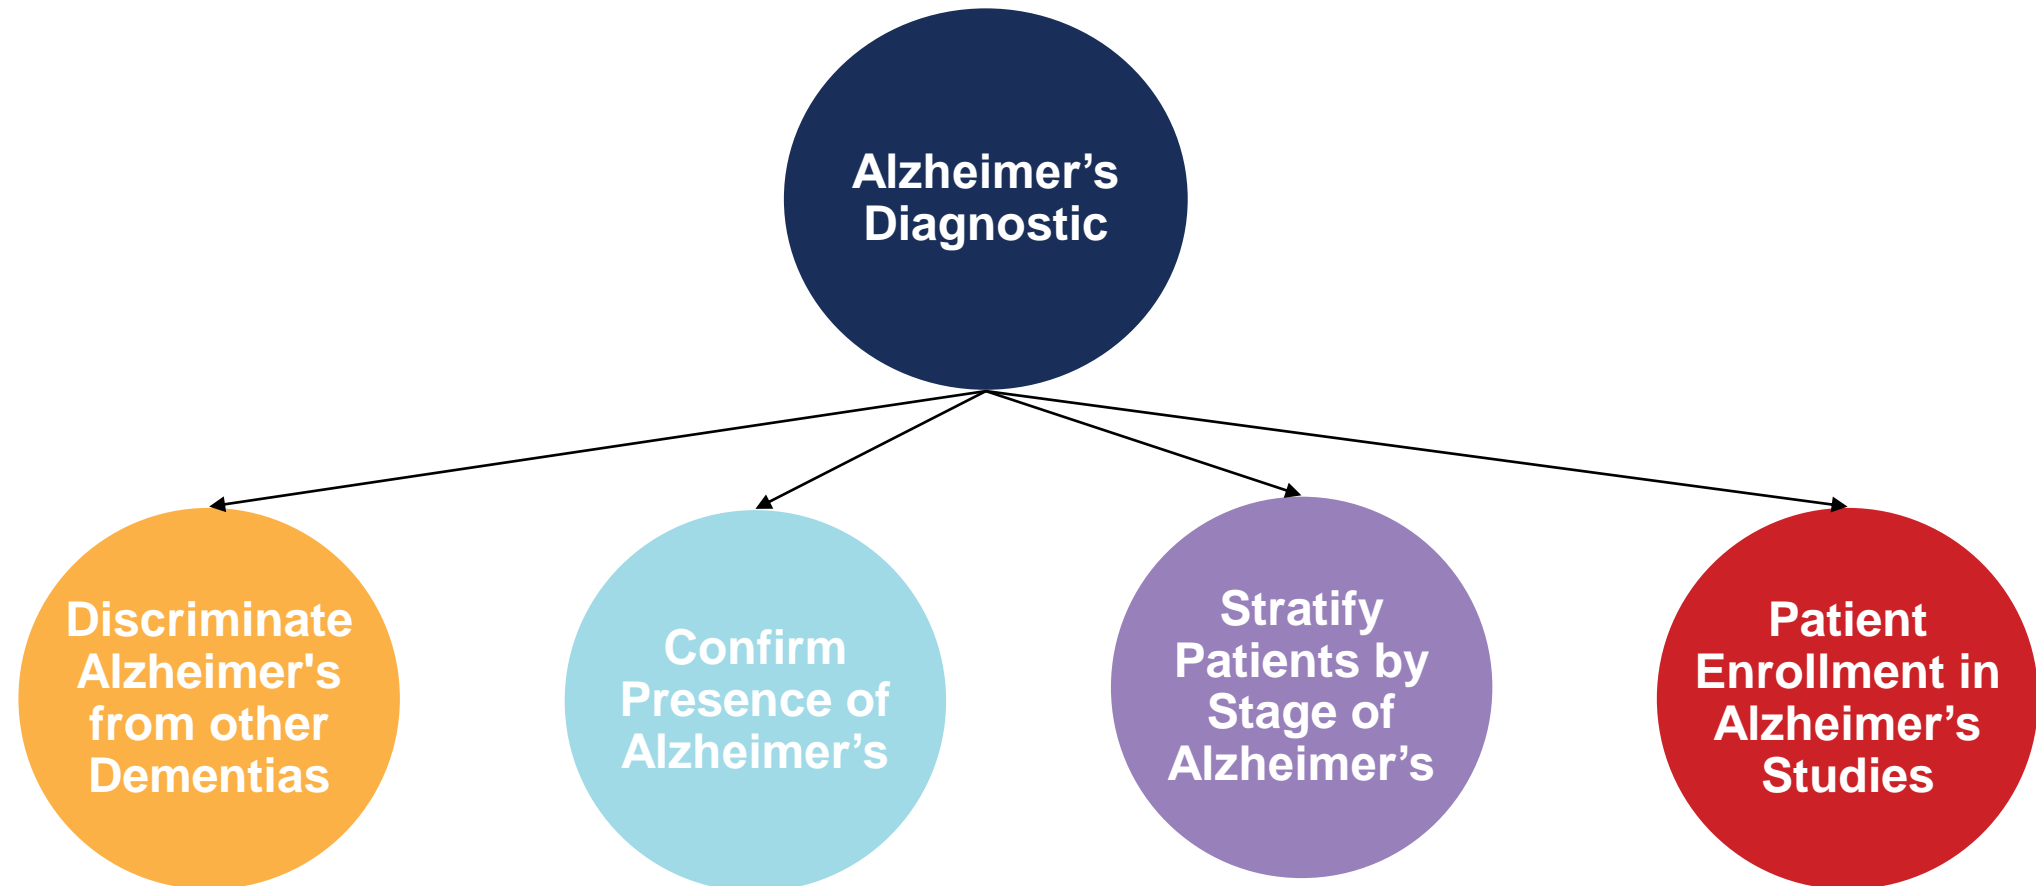 Alzheimer’s
Diagnostic
Discriminate
Alzheimer's
from other
Dementias
Confirm
Presence of
Alzheimer’s
Stratify
Patients by
Stage of
Alzheimer’s
Patient
Enrollment in
Alzheimer’s
Studies